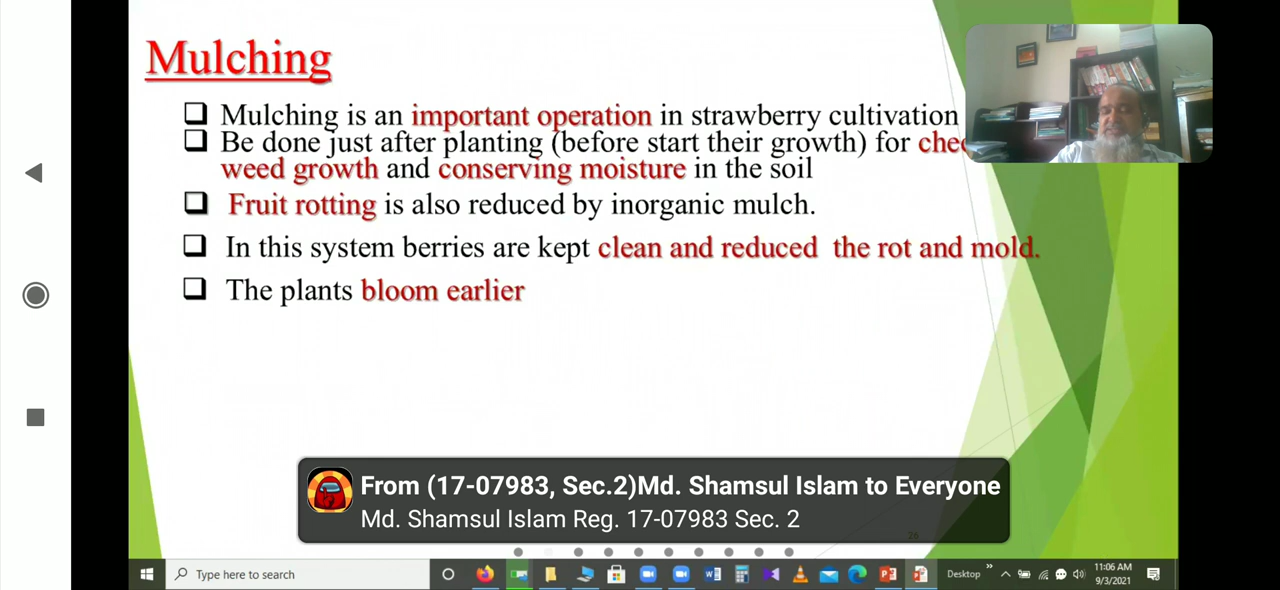 Mulching
Mulching is an important operation in strawberry cultivation
Be done just after planting (before start their growth) for
weed growth and conserving moisture in the soil
Fruit rotting is also reduced by inorganic mulch.
In this system berries are kept clean and reduced the rot and mold.
The plants bloom earlier
From (17-07983, Sec.2)Md. Shamsul Islam to Everyone
Md. Shamsul Islam Reg. 17-07983 Sec. 2
26
Type here to search
Desktop
11:06 AM
9/3/2021